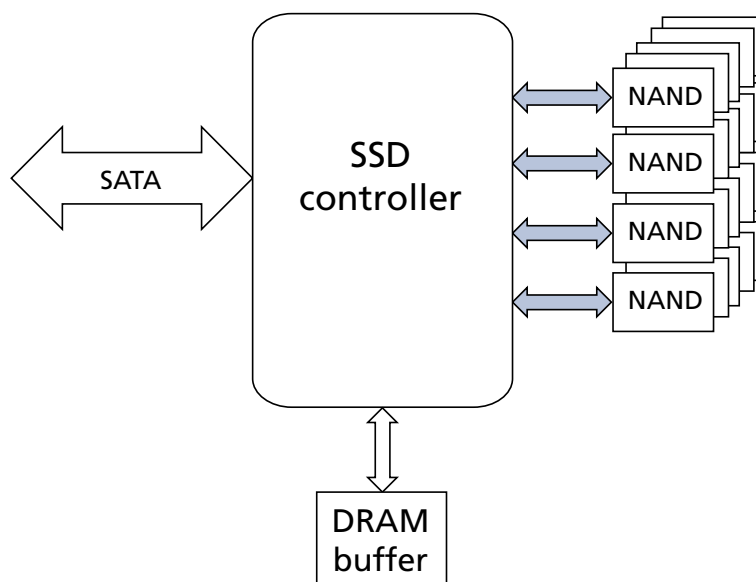 SATA
SSD
controller
NAND
NAND
NAND
NAND
DRAM
buffer